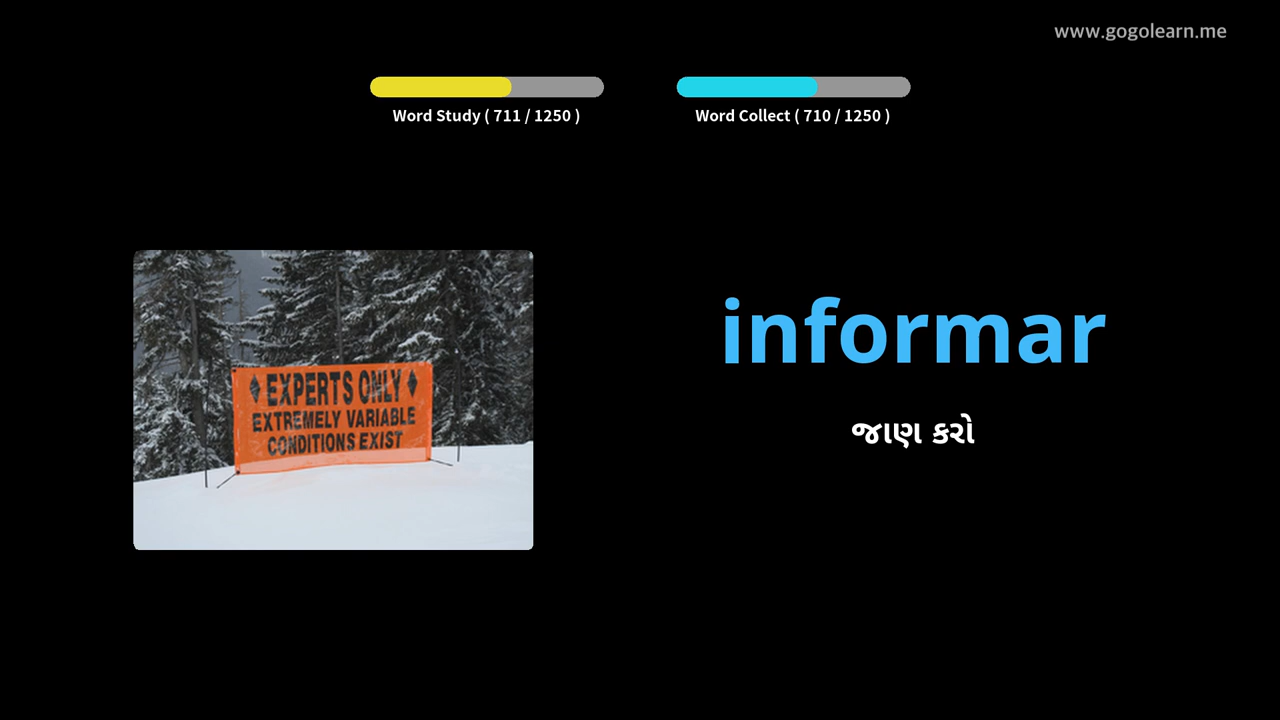 www.gogolearn.me
Word Study ( 711 / 1250 )
Word Collect ( 710 / 1250 )
EXPERTS ONLY
EXTREMELY VARIABLE
CONDITIONS EXIST
informar
જાણ કરો